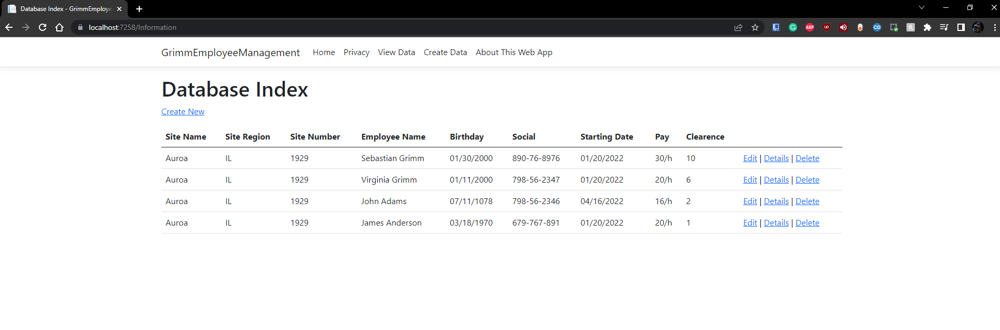 Database Index - GrimmEmploye
localhost:7258/Information
GrimmEmployeeManagement Home Privacy View Data Create Data About This Web App
Database Index
Create New
Site Name Site Region Site Number Employee Name Birthday Social Starting Date Pay Clearence
Auroa IL 1929 Sebastian Grimm 01/30/2000 890-76-8976 01/20/2022 30/h 10 Edit | Details | Delete
Auroa IL 1929 Virginia Grimm 01/11/2000 798-56-2347 01/20/2022 20/h 6 Edit | Details | Delete
Auroa IL 1929 John Adams 07/11/1078 798-56-2346 04/16/2022 16/h 2 Edit | Details | Delete
Auroa IL 1929 James Anderson 03/18/1970 679-767-891 01/20/2022 20/h 1 Edit | Details | Delete